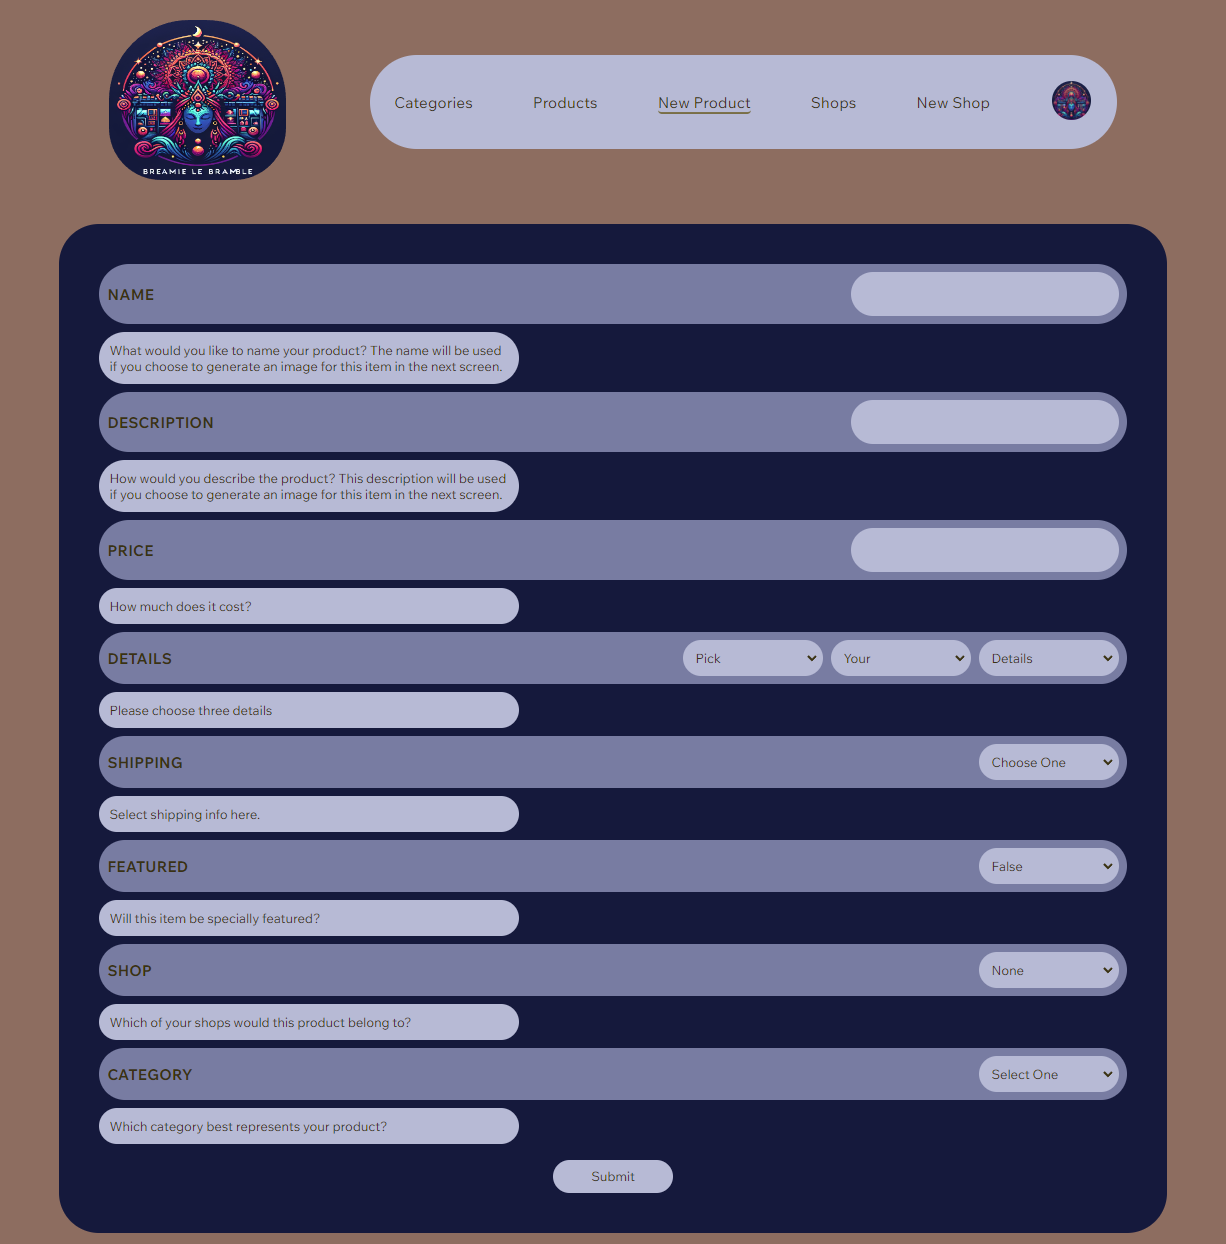 BREAMIE LE BRAMBLE
Categories
Products
New Product
Shops
New Shop
NAME
What would you like to name your product? The name will be used
if you choose to generate an image for this item in the next screen.
DESCRIPTION
How would you describe the product? This description will be used
if you choose to generate an image for this item in the next screen.
PRICE
How much does it cost?
DETAILS
Pick
Your
Details
Please choose three details
SHIPPING
Choose One
Select shipping info here.
FEATURED
False
Will this item be specially featured?
SHOP
None
Which of your shops would this product belong to?
CATEGORY
Select One
Which category best represents your product?
Submit